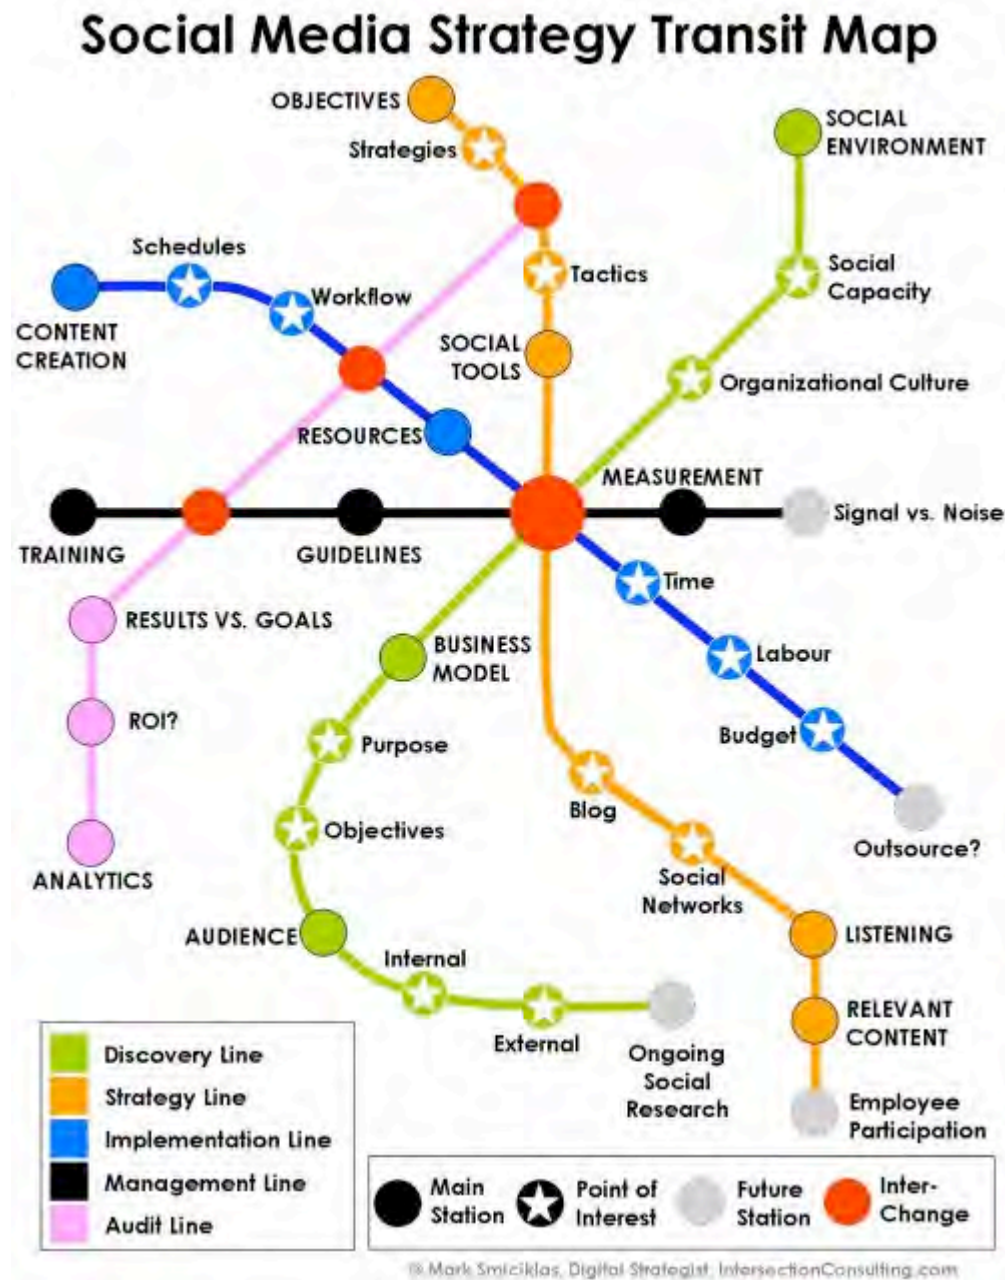 Social Media Strategy Transit Map
OBJECTIVES
Strategies
SOCIAL
ENVIRONMENT
Schedules
Tactics
Social
Capacity
Workflow
CONTENT
CREATION
SOCIAL
TOOLS
Organizational Culture
RESOURCES
MEASUREMENT
Signal vs. Noise
TRAINING
GUIDELINES
Time
RESULTS VS. GOALS
BUSINESS
MODEL
Labour
ROI?
Purpose
Budget
Blog
Objectives
Outsource?
ANALYTICS
Social
Networks
AUDIENCE
LISTENING
Internal
RELEVANT
CONTENT
External
Ongoing
Social
Research
Employee
Participation
Discovery Line
Strategy Line
Implementation Line
Management Line
Audit Line
Main
Station
Point of
Interest
Future
Station
Inter-
Change
© Mark Smiciklas, Digital Strategist, IntersectionConsulting.com